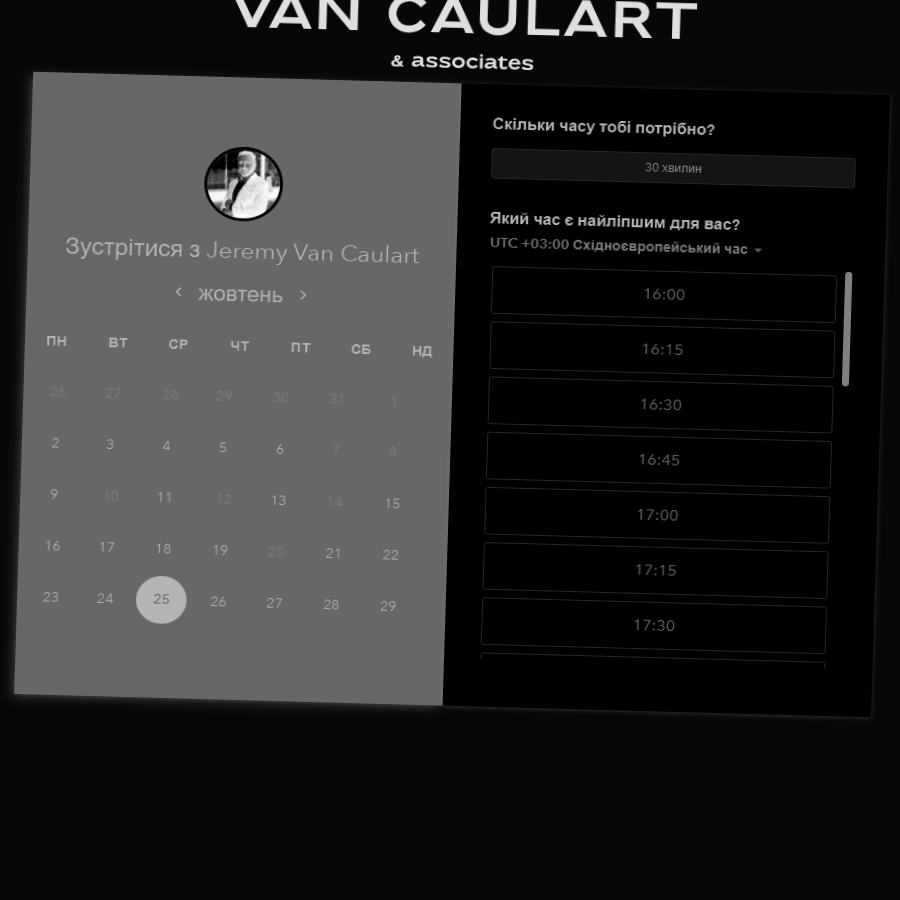 VAN CAULART
& associates
Зустрітися з Jeremy Van Caulart
жовтень
ПН ВТ СР ЧТ ПТ СБ НД
26 27 28 29 30 31 1
2 3 4 5 6 7 8
9 10 11 12 13 14 15
16 17 18 19 20 21 22
23 24 25 26 27 28 29
Скільки часу тобі потрібно?
30 хвилин
Який час є найліпшим для вас?
UTC +03:00 Східноєвропейський час
16:00
16:15
16:30
16:45
17:00
17:15
17:30